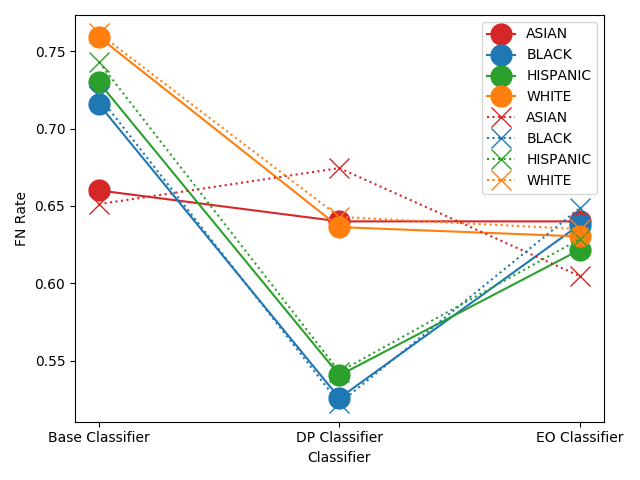 ASIAN
BLACK
HISPANIC
WHITE
ASIAN
BLACK
HISPANIC
WHITE
0.75
0.70
0.65
0.60
0.55
FN Rate
Base Classifier DP Classifier EO Classifier
Classifier